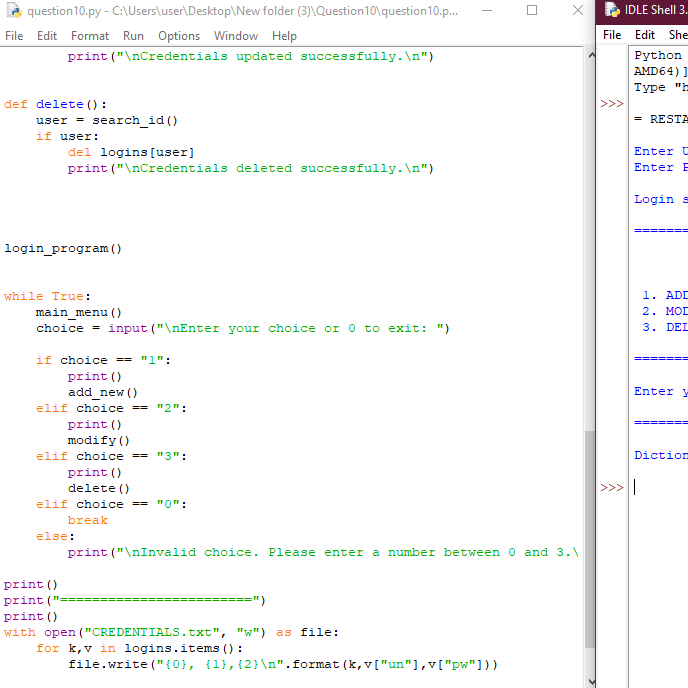 question10.py - C:\Users\user\Desktop\New folder (3)\Question10\question10.p...
File Edit Format Run Options Window Help
        print("\nCredentials updated successfully.\n")
def delete():
    user = search_id()
    if user:
        del logins[user]
        print("\nCredentials deleted successfully.\n")
login_program()
while True:
    main_menu()
    choice = input("\nEnter your choice or 0 to exit: ")
    if choice == "1":
        print()
        add_new()
    elif choice == "2":
        print()
        modify()
    elif choice == "3":
        print()
        delete()
    elif choice == "0":
        break
    else:
        print("\nInvalid choice. Please enter a number between 0 and 3.\
print()
print("========================")
print()
with open("CREDENTIALS.txt", "w") as file:
    for k,v in logins.items():
        file.write("{0}, {1},{2}\n".format(k,v["un"],v["pw"]))
IDLE Shell 3.
File Edit She
Python
AMD64)]
Type "h
>>>
= RESTA
Enter U
Enter P
Login s
=======
1. ADD
2. MOD
3. DEL
=======
Enter y
=======
Diction
>>>